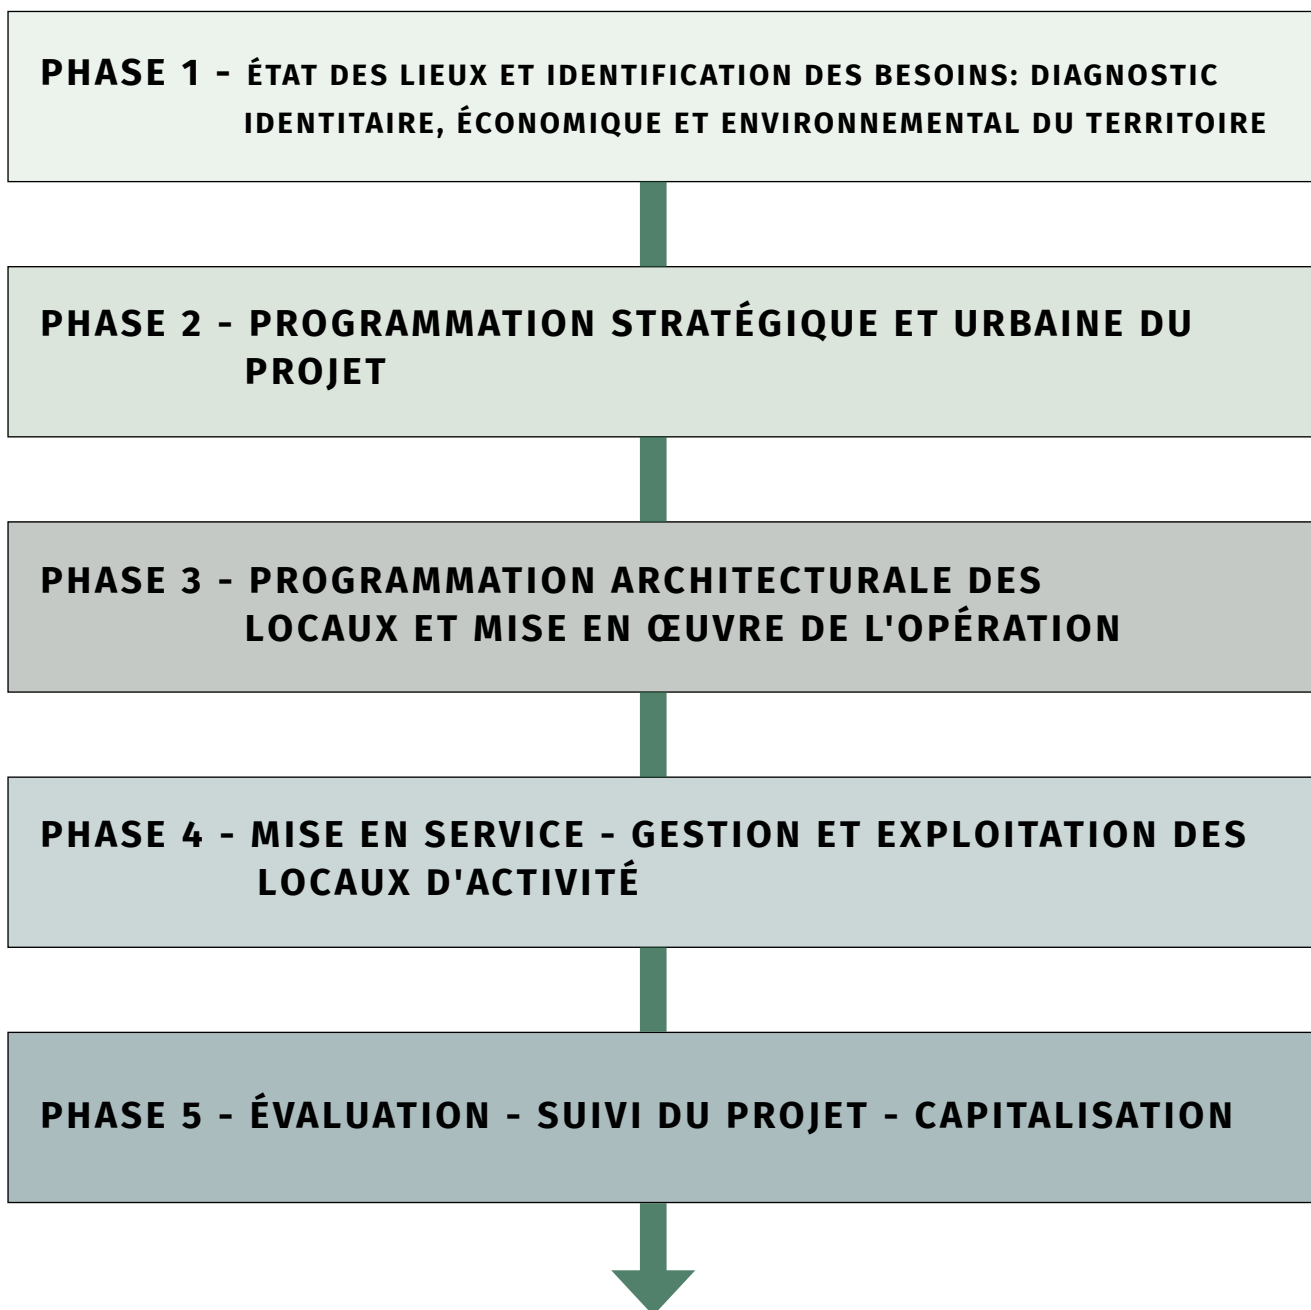 PHASE 1 - ÉTAT DES LIEUX ET IDENTIFICATION DES BESOINS: DIAGNOSTIC
IDENTITAIRE, ÉCONOMIQUE ET ENVIRONNEMENTAL DU TERRITOIRE
PHASE 2 - PROGRAMMATION STRATÉGIQUE ET URBAINE DU
PROJET
PHASE 3 - PROGRAMMATION ARCHITECTURALE DES
LOCAUX ET MISE EN ŒUVRE DE L'OPÉRATION
PHASE 4 - MISE EN SERVICE - GESTION ET EXPLOITATION DES
LOCAUX D'ACTIVITÉ
PHASE 5 - ÉVALUATION - SUIVI DU PROJET - CAPITALISATION